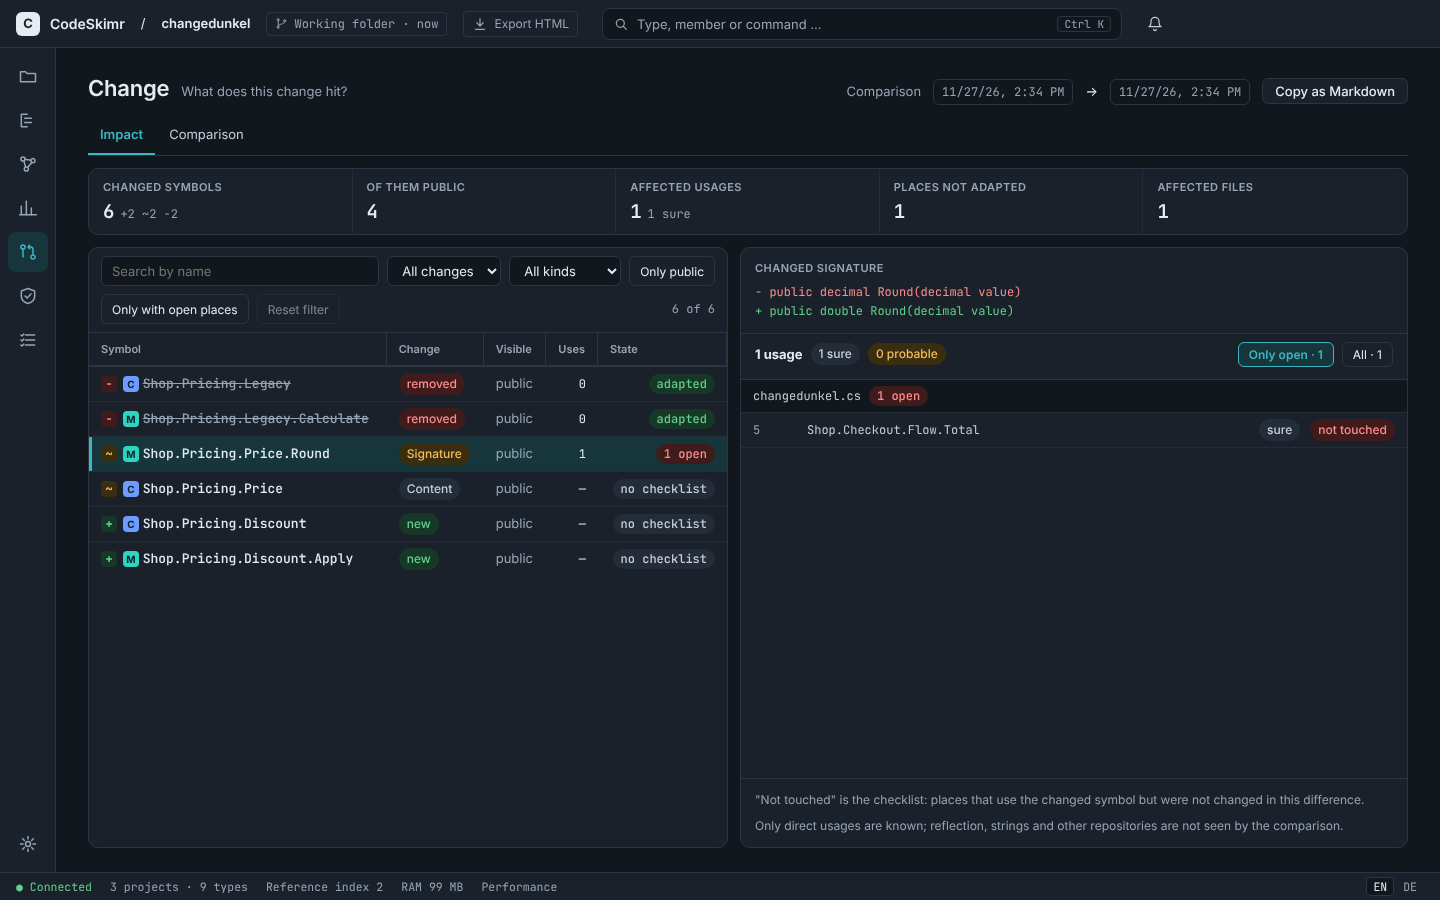 C CodeSkimr / changedunkel Working folder · now Export HTML Type, member or command ... Ctrl K
Change What does this change hit? Comparison 11/27/26, 2:34 PM → 11/27/26, 2:34 PM Copy as Markdown
Impact Comparison
CHANGED SYMBOLS OF THEM PUBLIC AFFECTED USAGES PLACES NOT ADAPTED AFFECTED FILES
6 +2 ~2 -2 4 1 1 sure 1 1
Search by name All changes All kinds Only public
Only with open places Reset filter 6 of 6
Symbol Change Visible Uses State
- C Shop.Pricing.Legacy removed public 0 adapted
- M Shop.Pricing.Legacy.Calculate removed public 0 adapted
~ M Shop.Pricing.Price.Round Signature public 1 1 open
~ C Shop.Pricing.Price Content public – no checklist
+ C Shop.Pricing.Discount new public – no checklist
+ M Shop.Pricing.Discount.Apply new public – no checklist
CHANGED SIGNATURE
- public decimal Round(decimal value)
+ public double Round(decimal value)
1 usage 1 sure 0 probable Only open · 1 All · 1
changedunkel.cs 1 open
5 Shop.Checkout.Flow.Total sure not touched
"Not touched" is the checklist: places that use the changed symbol but were not changed in this difference.
Only direct usages are known; reflection, strings and other repositories are not seen by the comparison.
● Connected 3 projects · 9 types Reference index 2 RAM 99 MB Performance EN DE